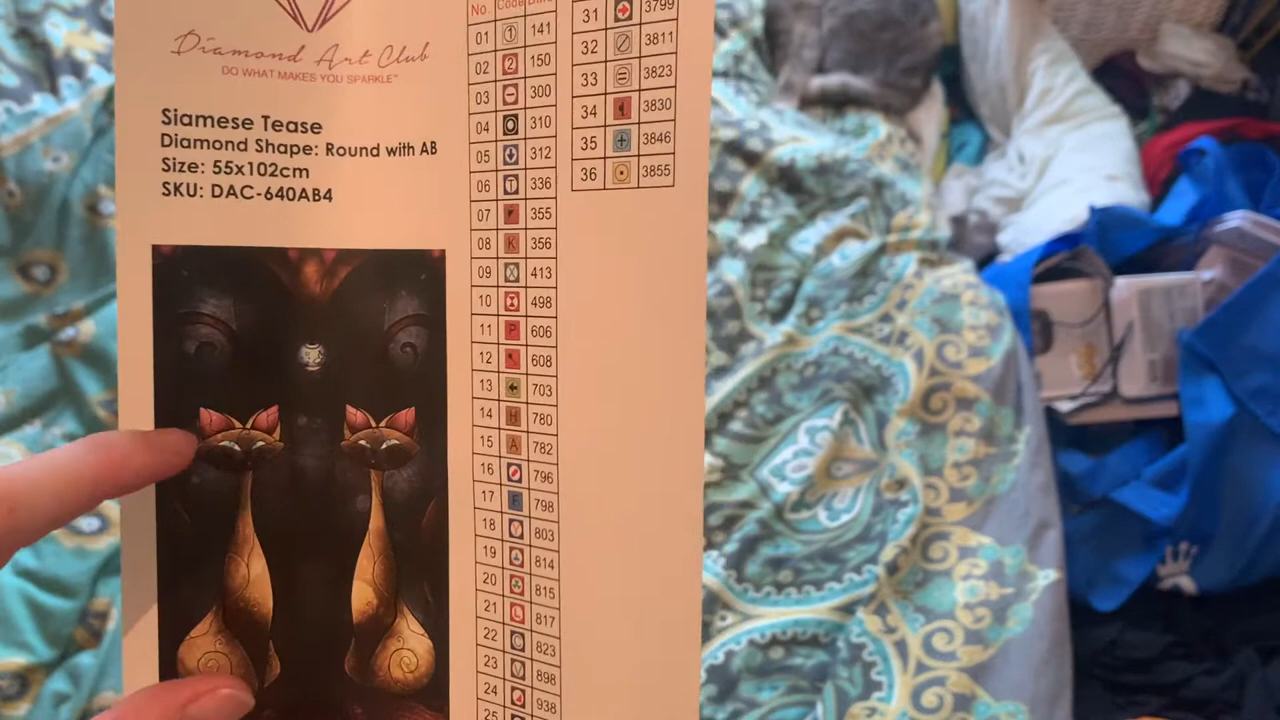 Diamond Art Club
DO WHAT MAKES YOU SPARKLE™
Siamese Tease
Diamond Shape: Round with AB
Size: 55x102cm
SKU: DAC-640AB4
No. Code
01 1 141
02 2 150
03 300
04 310
05 312
06 T 336
07 355
08 K 356
09 X 413
10 498
11 P 606
12 608
13 703
14 H 780
15 A 782
16 796
17 F 798
18 803
19 814
20 815
21 L 817
22 C 823
23 V 898
24 938
25
31 3799
32 3811
33 3823
34 3830
35 3846
36 3855